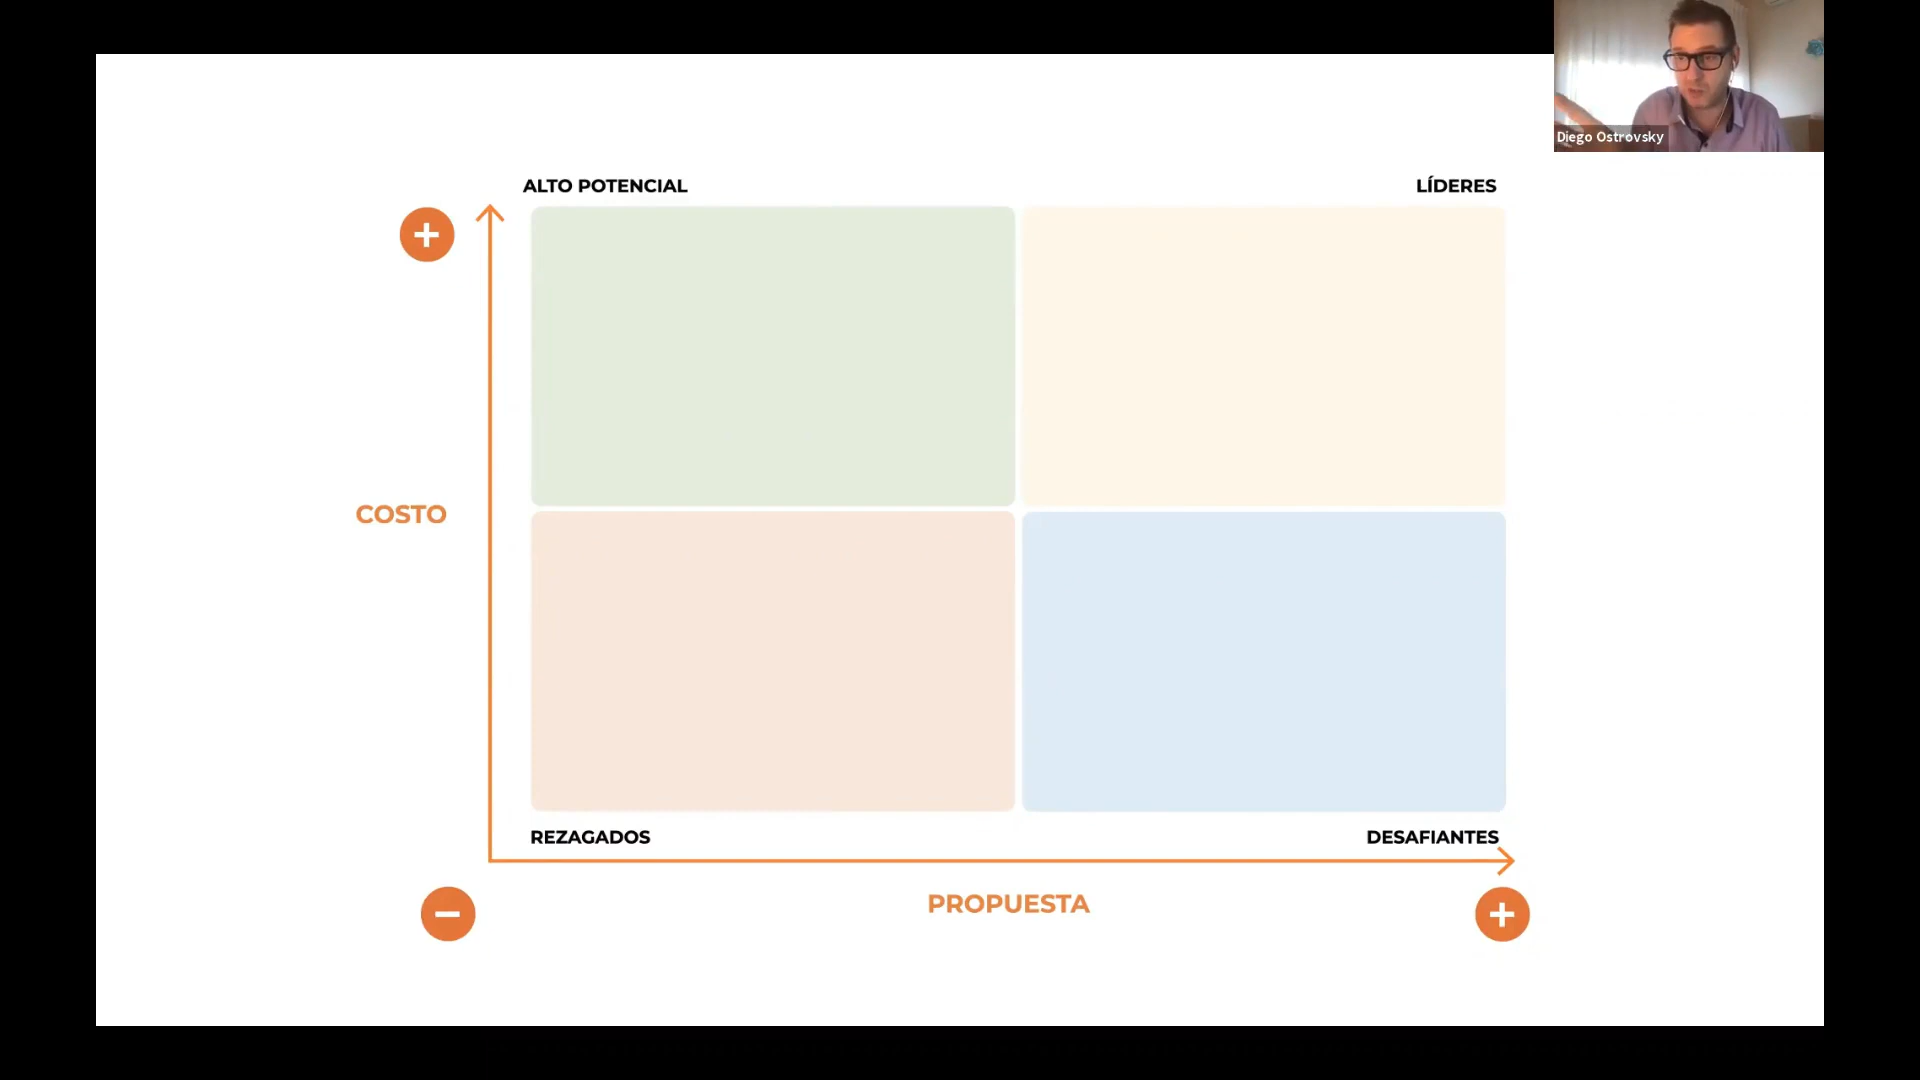 Diego Ostrovsky
ALTO POTENCIAL
LÍDERES
+
COSTO
REZAGADOS
DESAFIANTES
−
PROPUESTA
+